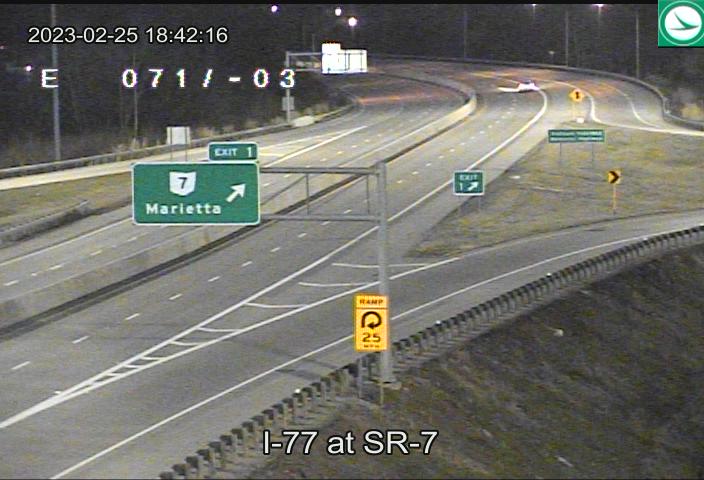 2023-02-25 18:42:16
E 071/-03
EXIT 1
7
Marietta
EXIT
1
RAMP
25
MPH
I-77 at SR-7